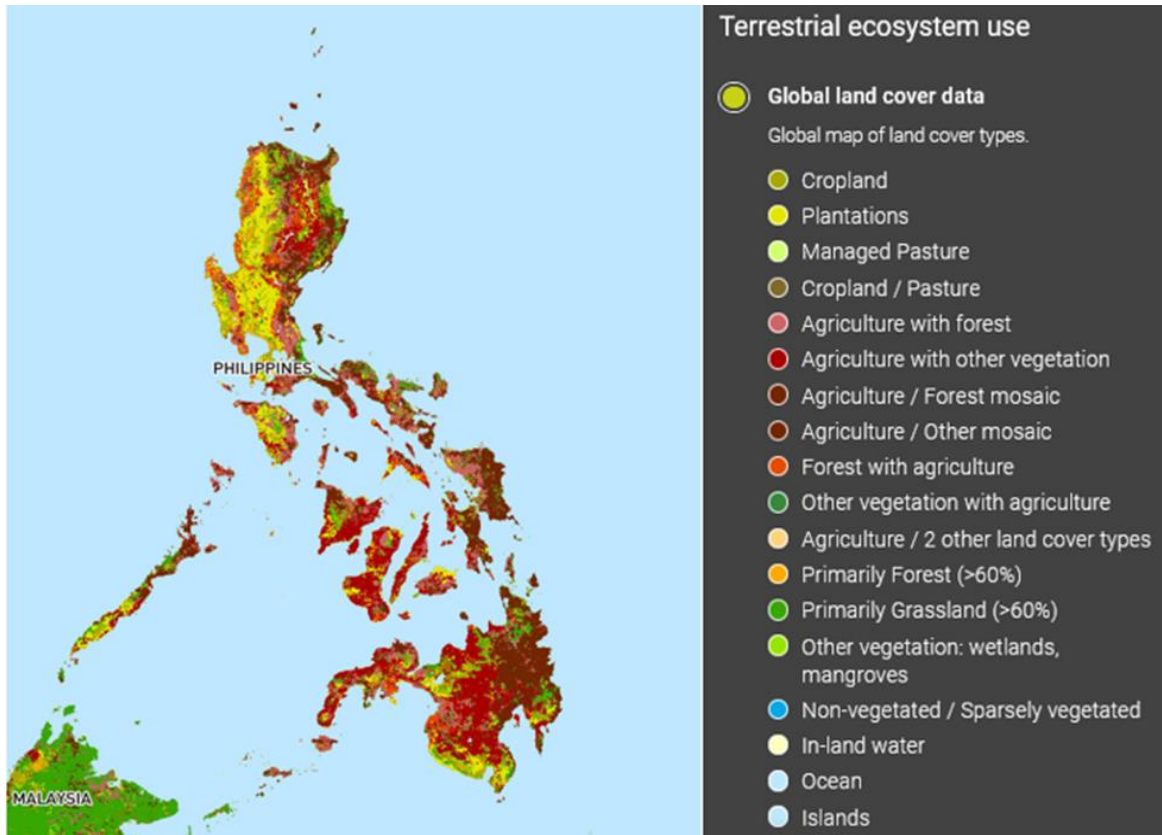 Terrestrial ecosystem use
Global land cover data
Global map of land cover types.
Cropland
Plantations
Managed Pasture
Cropland / Pasture
Agriculture with forest
Agriculture with other vegetation
Agriculture / Forest mosaic
Agriculture / Other mosaic
Forest with agriculture
Other vegetation with agriculture
Agriculture / 2 other land cover types
Primarily Forest (>60%)
Primarily Grassland (>60%)
Other vegetation: wetlands,
mangroves
Non-vegetated / Sparsely vegetated
In-land water
Ocean
Islands
PHILIPPINES
MALAYSIA